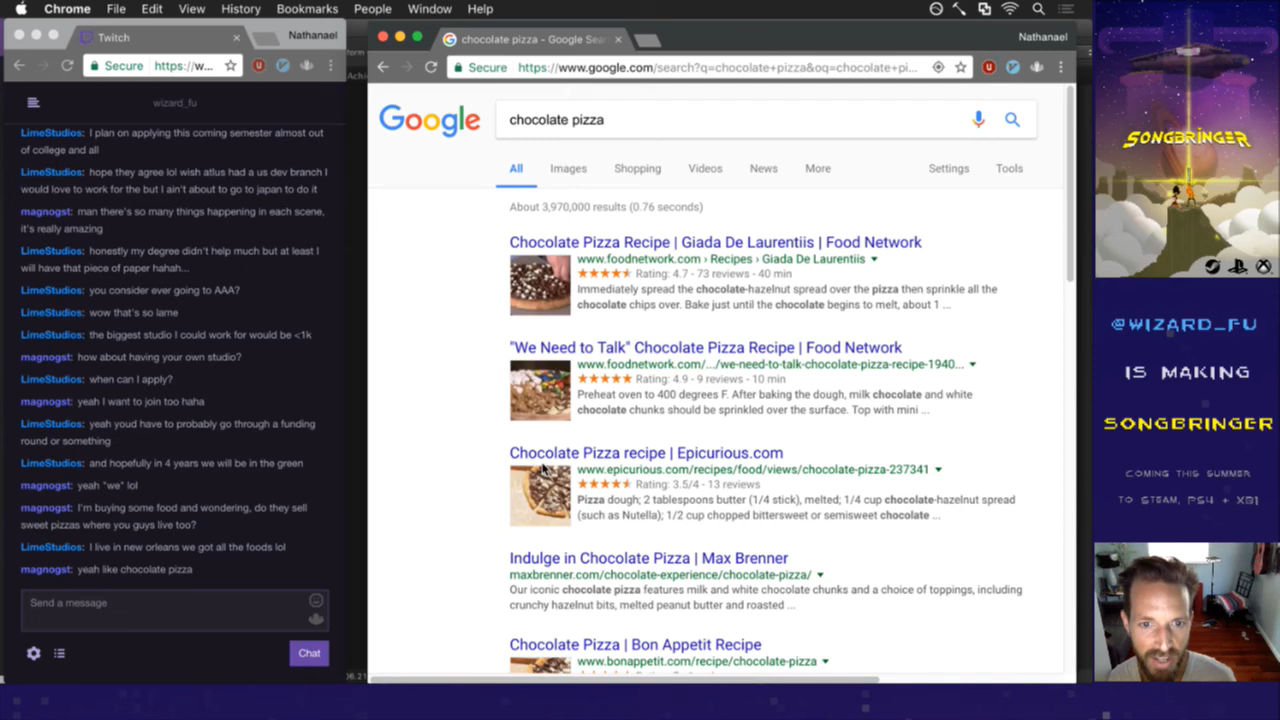 Chrome File Edit View History Bookmarks People Window Help
Twitch
Nathanael
Secure https://w...
wizard_fu
LimeStudios: I plan on applying this coming semester almost out
of college and all
LimeStudios: hope they agree lol wish atlus had a us dev branch I
would love to work for the but I ain't about to go to japan to do it
magnogst: man there's so many things happening in each scene,
it's really amazing
LimeStudios: honestly my degree didn't help much but at least I
will have that piece of paper hahah...
LimeStudios: you consider ever going to AAA?
LimeStudios: wow that's so lame
LimeStudios: the biggest studio I could work for would be <1k
magnogst: how about having your own studio?
LimeStudios: when can I apply?
magnogst: yeah I want to join too haha
LimeStudios: yeah youd have to probably go through a funding
round or something
LimeStudios: and hopefully in 4 years we will be in the green
magnogst: yeah "we" lol
magnogst: I'm buying some food and wondering, do they sell
sweet pizzas where you guys live too?
LimeStudios: I live in new orleans we got all the foods lol
magnogst: yeah like chocolate pizza
Send a message
Chat
chocolate pizza - Google Sear
Nathanael
Secure https://www.google.com/search?q=chocolate+pizza&oq=chocolate+pi...
Google
chocolate pizza
All Images Shopping Videos News More Settings Tools
About 3,970,000 results (0.76 seconds)
Chocolate Pizza Recipe | Giada De Laurentiis | Food Network
www.foodnetwork.com › Recipes › Giada De Laurentiis
Rating: 4.7 - 73 reviews - 40 min
Immediately spread the chocolate-hazelnut spread over the pizza then sprinkle all the
chocolate chips over. Bake just until the chocolate begins to melt, about 1 ...
"We Need to Talk" Chocolate Pizza Recipe | Food Network
www.foodnetwork.com/.../we-need-to-talk-chocolate-pizza-recipe-1940...
Rating: 4.9 - 9 reviews - 10 min
Preheat oven to 400 degrees F. After baking the dough, milk chocolate and white
chocolate chunks should be sprinkled over the surface. Top with mini ...
Chocolate Pizza recipe | Epicurious.com
www.epicurious.com/recipes/food/views/chocolate-pizza-237341
Rating: 3.5/4 - 13 reviews
Pizza dough; 2 tablespoons butter (1/4 stick), melted; 1/4 cup chocolate-hazelnut spread
(such as Nutella); 1/2 cup chopped bittersweet or semisweet chocolate ...
Indulge in Chocolate Pizza | Max Brenner
maxbrenner.com/chocolate-experience/chocolate-pizza/
Our iconic chocolate pizza features milk and white chocolate chunks and a choice of toppings, including
crunchy hazelnut bits, melted peanut butter and roasted ...
Chocolate Pizza | Bon Appetit Recipe
www.bonappetit.com/recipe/chocolate-pizza
SONGBRINGER
@WIZARD_FU
IS MAKING
SONGBRINGER
COMING THIS SUMMER
TO STEAM, PS4 + XB1